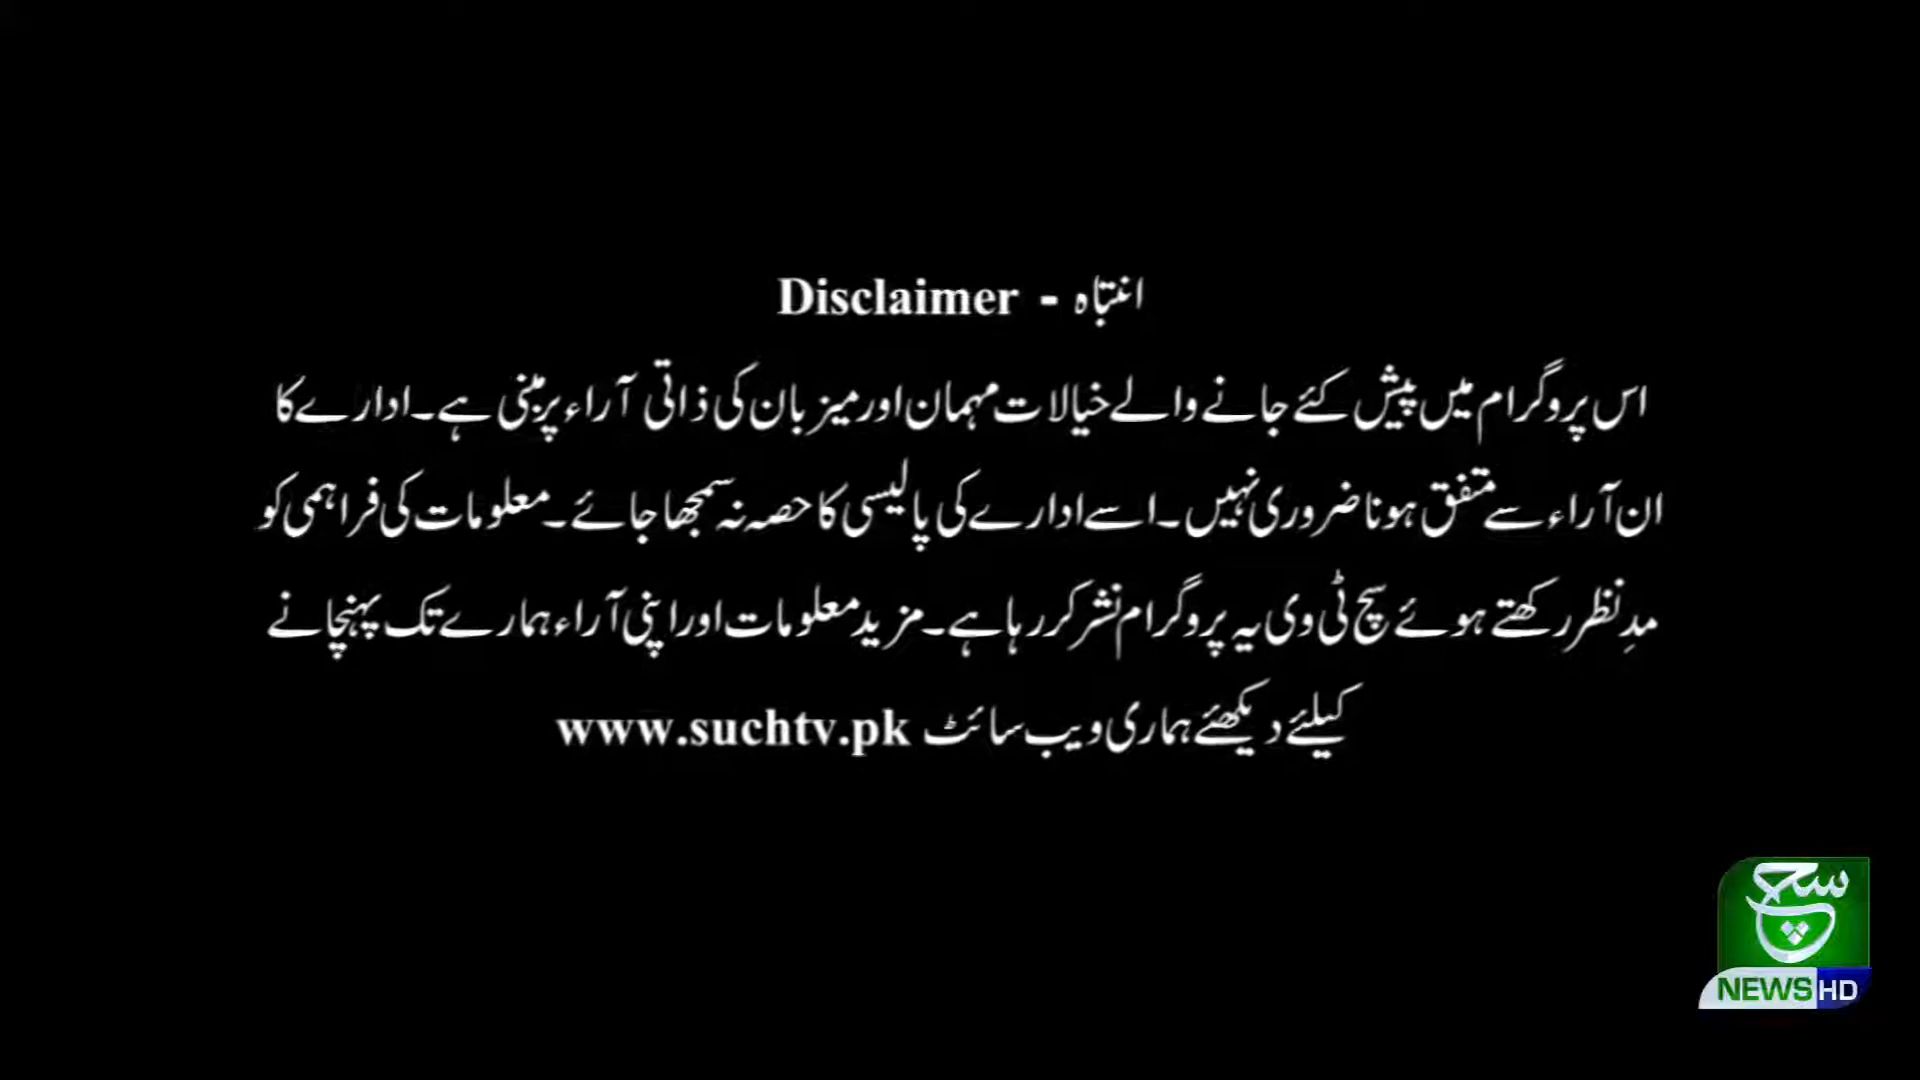 انتباہ - Disclaimer
اس پروگرام میں پیش کئے جانے والے خیالات مہمان اور میزبان کی ذاتی آراء پر مبنی ہے۔ ادارے کا
ان آراء سے متفق ہونا ضروری نہیں۔ اسے ادارے کی پالیسی کا حصہ نہ سمجھا جائے۔ معلومات کی فراہمی کو
مدِنظر رکھتے ہوئے سچ ٹی وی یہ پروگرام نشر کر رہا ہے۔ مزید معلومات اور اپنی آراء ہمارے تک پہنچانے
کیلئے دیکھئے ہماری ویب سائٹ www.suchtv.pk
سچ
NEWS HD